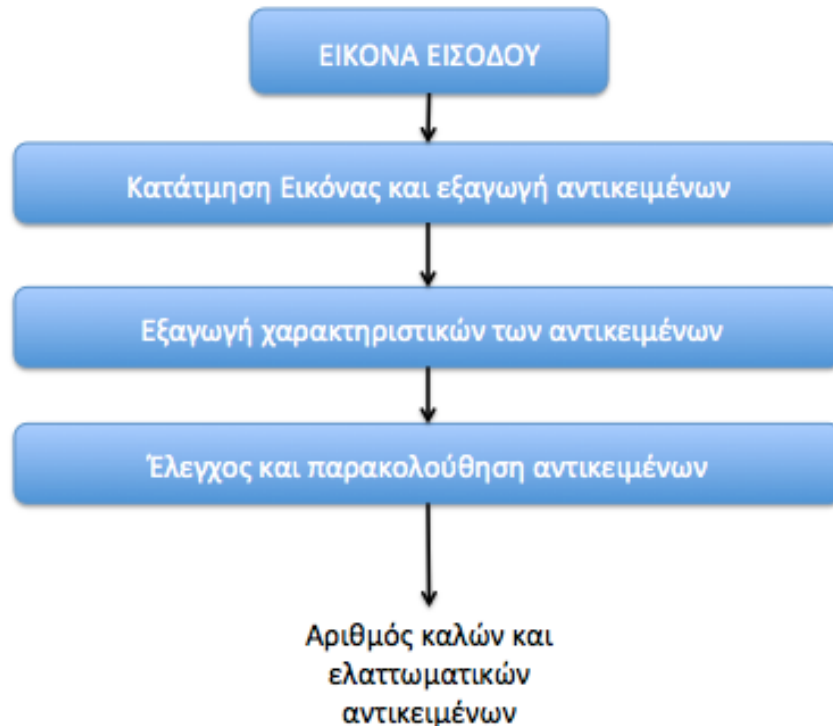 ΕΙΚΟΝΑ ΕΙΣΟΔΟΥ
Κατάτμηση Εικόνας και εξαγωγή αντικειμένων
Εξαγωγή χαρακτηριστικών των αντικειμένων
Έλεγχος και παρακολούθηση αντικειμένων
Αριθμός καλών και
ελαττωματικών
αντικειμένων